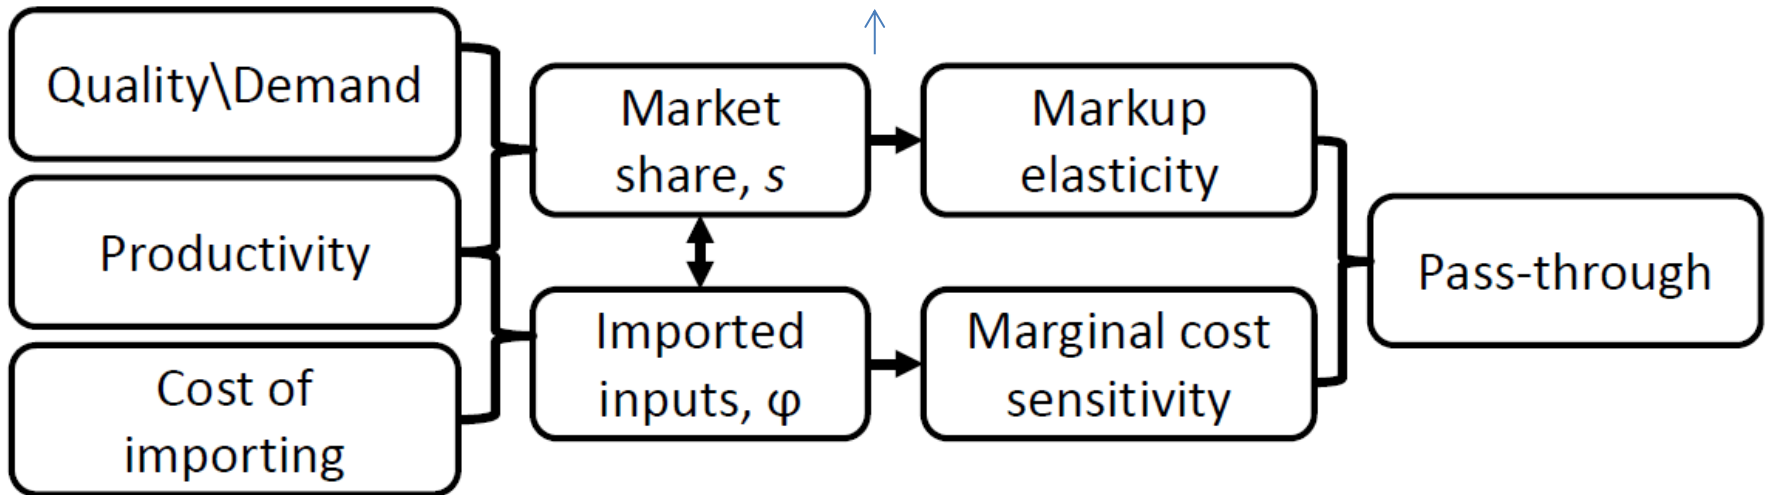 Quality\Demand
Productivity
Cost of
importing
Market
share, s
Imported
inputs, φ
Markup
elasticity
Marginal cost
sensitivity
Pass-through